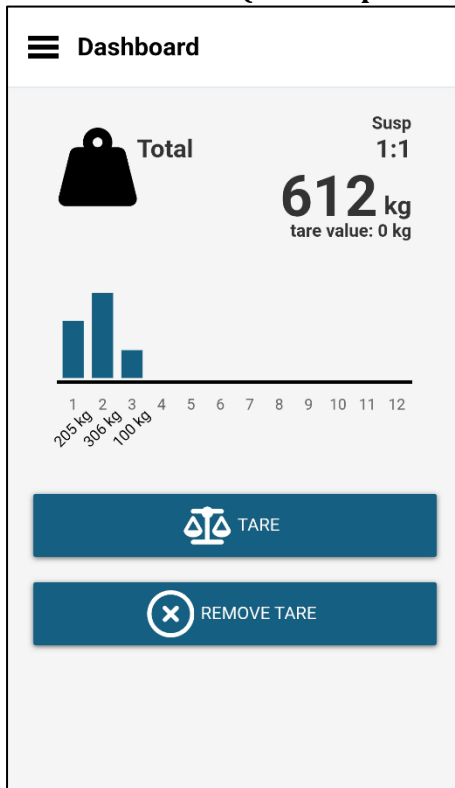 Dashboard
Total
Susp
1:1
612 kg
tare value: 0 kg
1 2 3 4 5 6 7 8 9 10 11 12
205 kg 306 kg 100 kg
TARE
REMOVE TARE